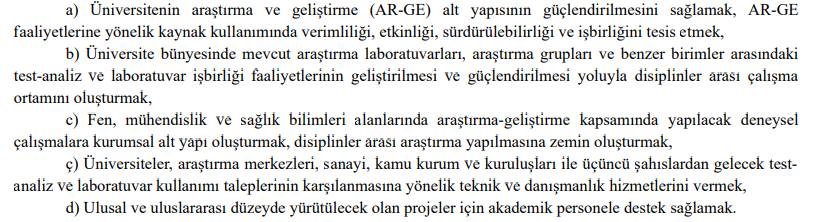 a) Üniversitenin araştırma ve geliştirme (AR-GE) alt yapısının güçlendirilmesini sağlamak, AR-GE
faaliyetlerine yönelik kaynak kullanımında verimliliği, etkinliği, sürdürülebilirliği ve işbirliğini tesis etmek,
b) Üniversite bünyesinde mevcut araştırma laboratuvarları, araştırma grupları ve benzer birimler arasındaki
test-analiz ve laboratuvar işbirliği faaliyetlerinin geliştirilmesi ve güçlendirilmesi yoluyla disiplinler arası çalışma
ortamını oluşturmak,
c) Fen, mühendislik ve sağlık bilimleri alanlarında araştırma-geliştirme kapsamında yapılacak deneysel
çalışmalara kurumsal alt yapı oluşturmak, disiplinler arası araştırma yapılmasına zemin oluşturmak,
ç) Üniversiteler, araştırma merkezleri, sanayi, kamu kurum ve kuruluşları ile üçüncü şahıslardan gelecek test-
analiz ve laboratuvar kullanımı taleplerinin karşılanmasına yönelik teknik ve danışmanlık hizmetlerini vermek,
d) Ulusal ve uluslararası düzeyde yürütülecek olan projeler için akademik personele destek sağlamak.